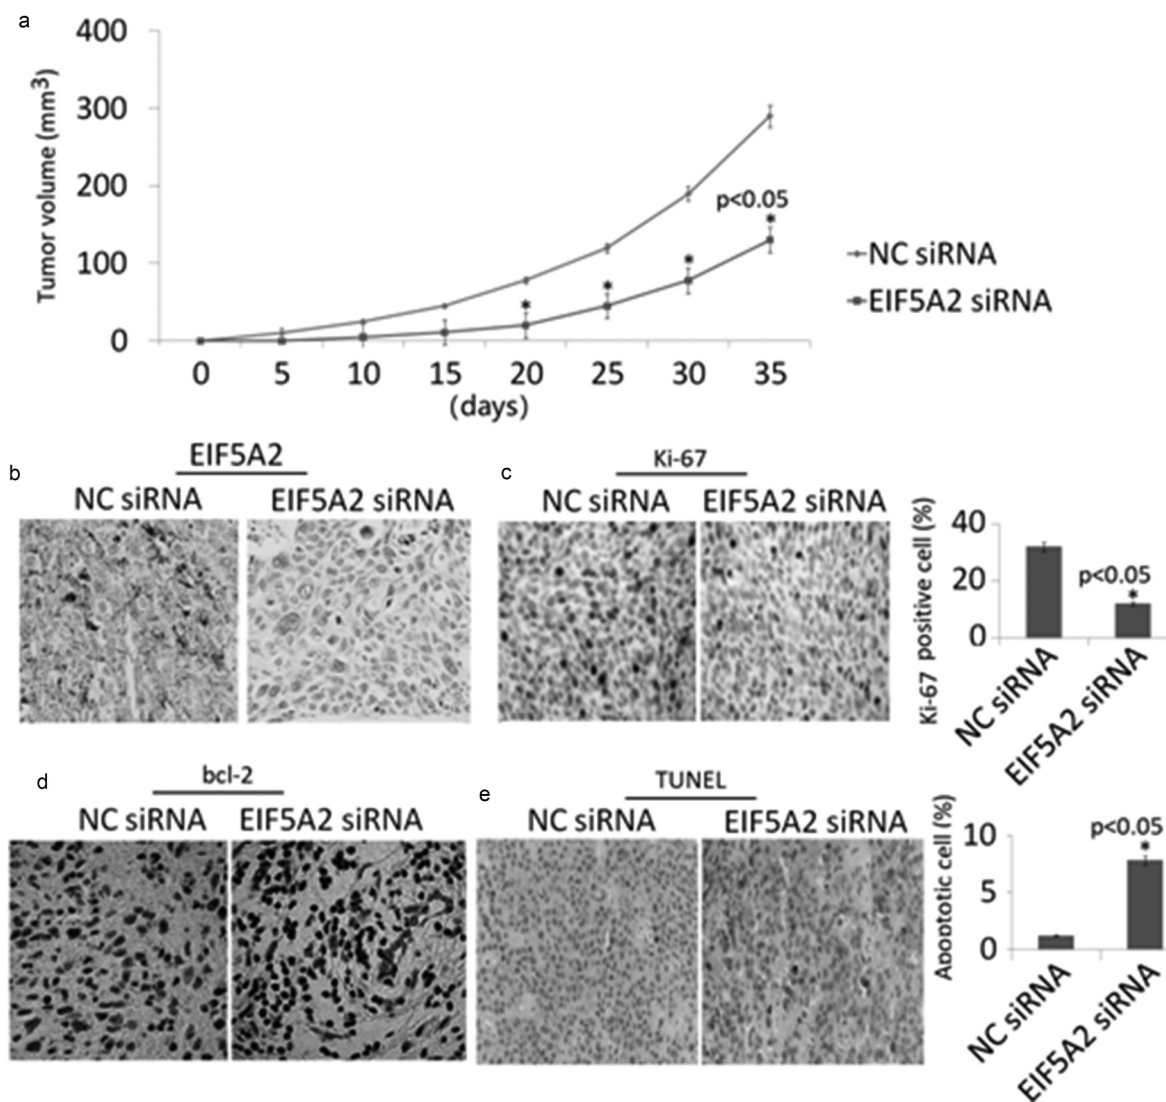 a
Tumor volume (mm³)
400
300
200
100
0
0 5 10 15 20 25 30 35
(days)
* * * *
p<0.05
NC siRNA
EIF5A2 siRNA
b
EIF5A2
NC siRNA EIF5A2 siRNA
c
Ki-67
NC siRNA EIF5A2 siRNA
Ki-67 positive cell (%)
40
20
0
p<0.05
*
NC siRNA
EIF5A2 siRNA
d
bcl-2
NC siRNA EIF5A2 siRNA
e
TUNEL
NC siRNA EIF5A2 siRNA
Apoptotic cell (%)
10
5
0
p<0.05
*
NC siRNA
EIF5A2 siRNA